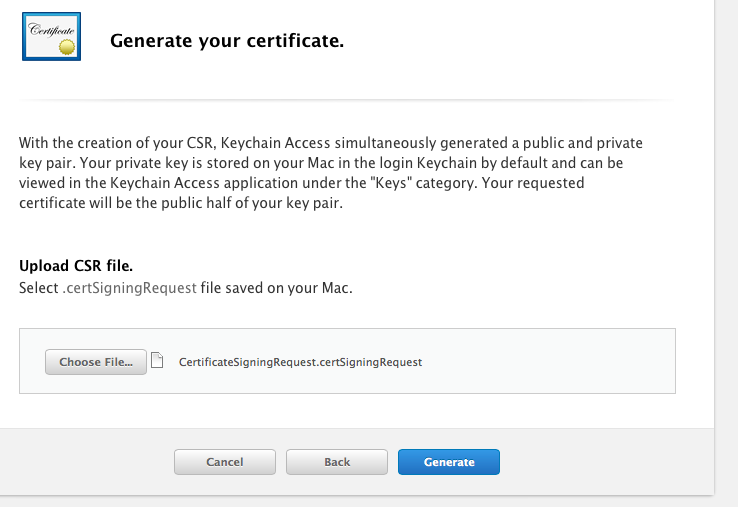 Certificate
Generate your certificate.
With the creation of your CSR, Keychain Access simultaneously generated a public and private
key pair. Your private key is stored on your Mac in the login Keychain by default and can be
viewed in the Keychain Access application under the "Keys" category. Your requested
certificate will be the public half of your key pair.
Upload CSR file.
Select .certSigningRequest file saved on your Mac.
Choose File... CertificateSigningRequest.certSigningRequest
Cancel Back Generate